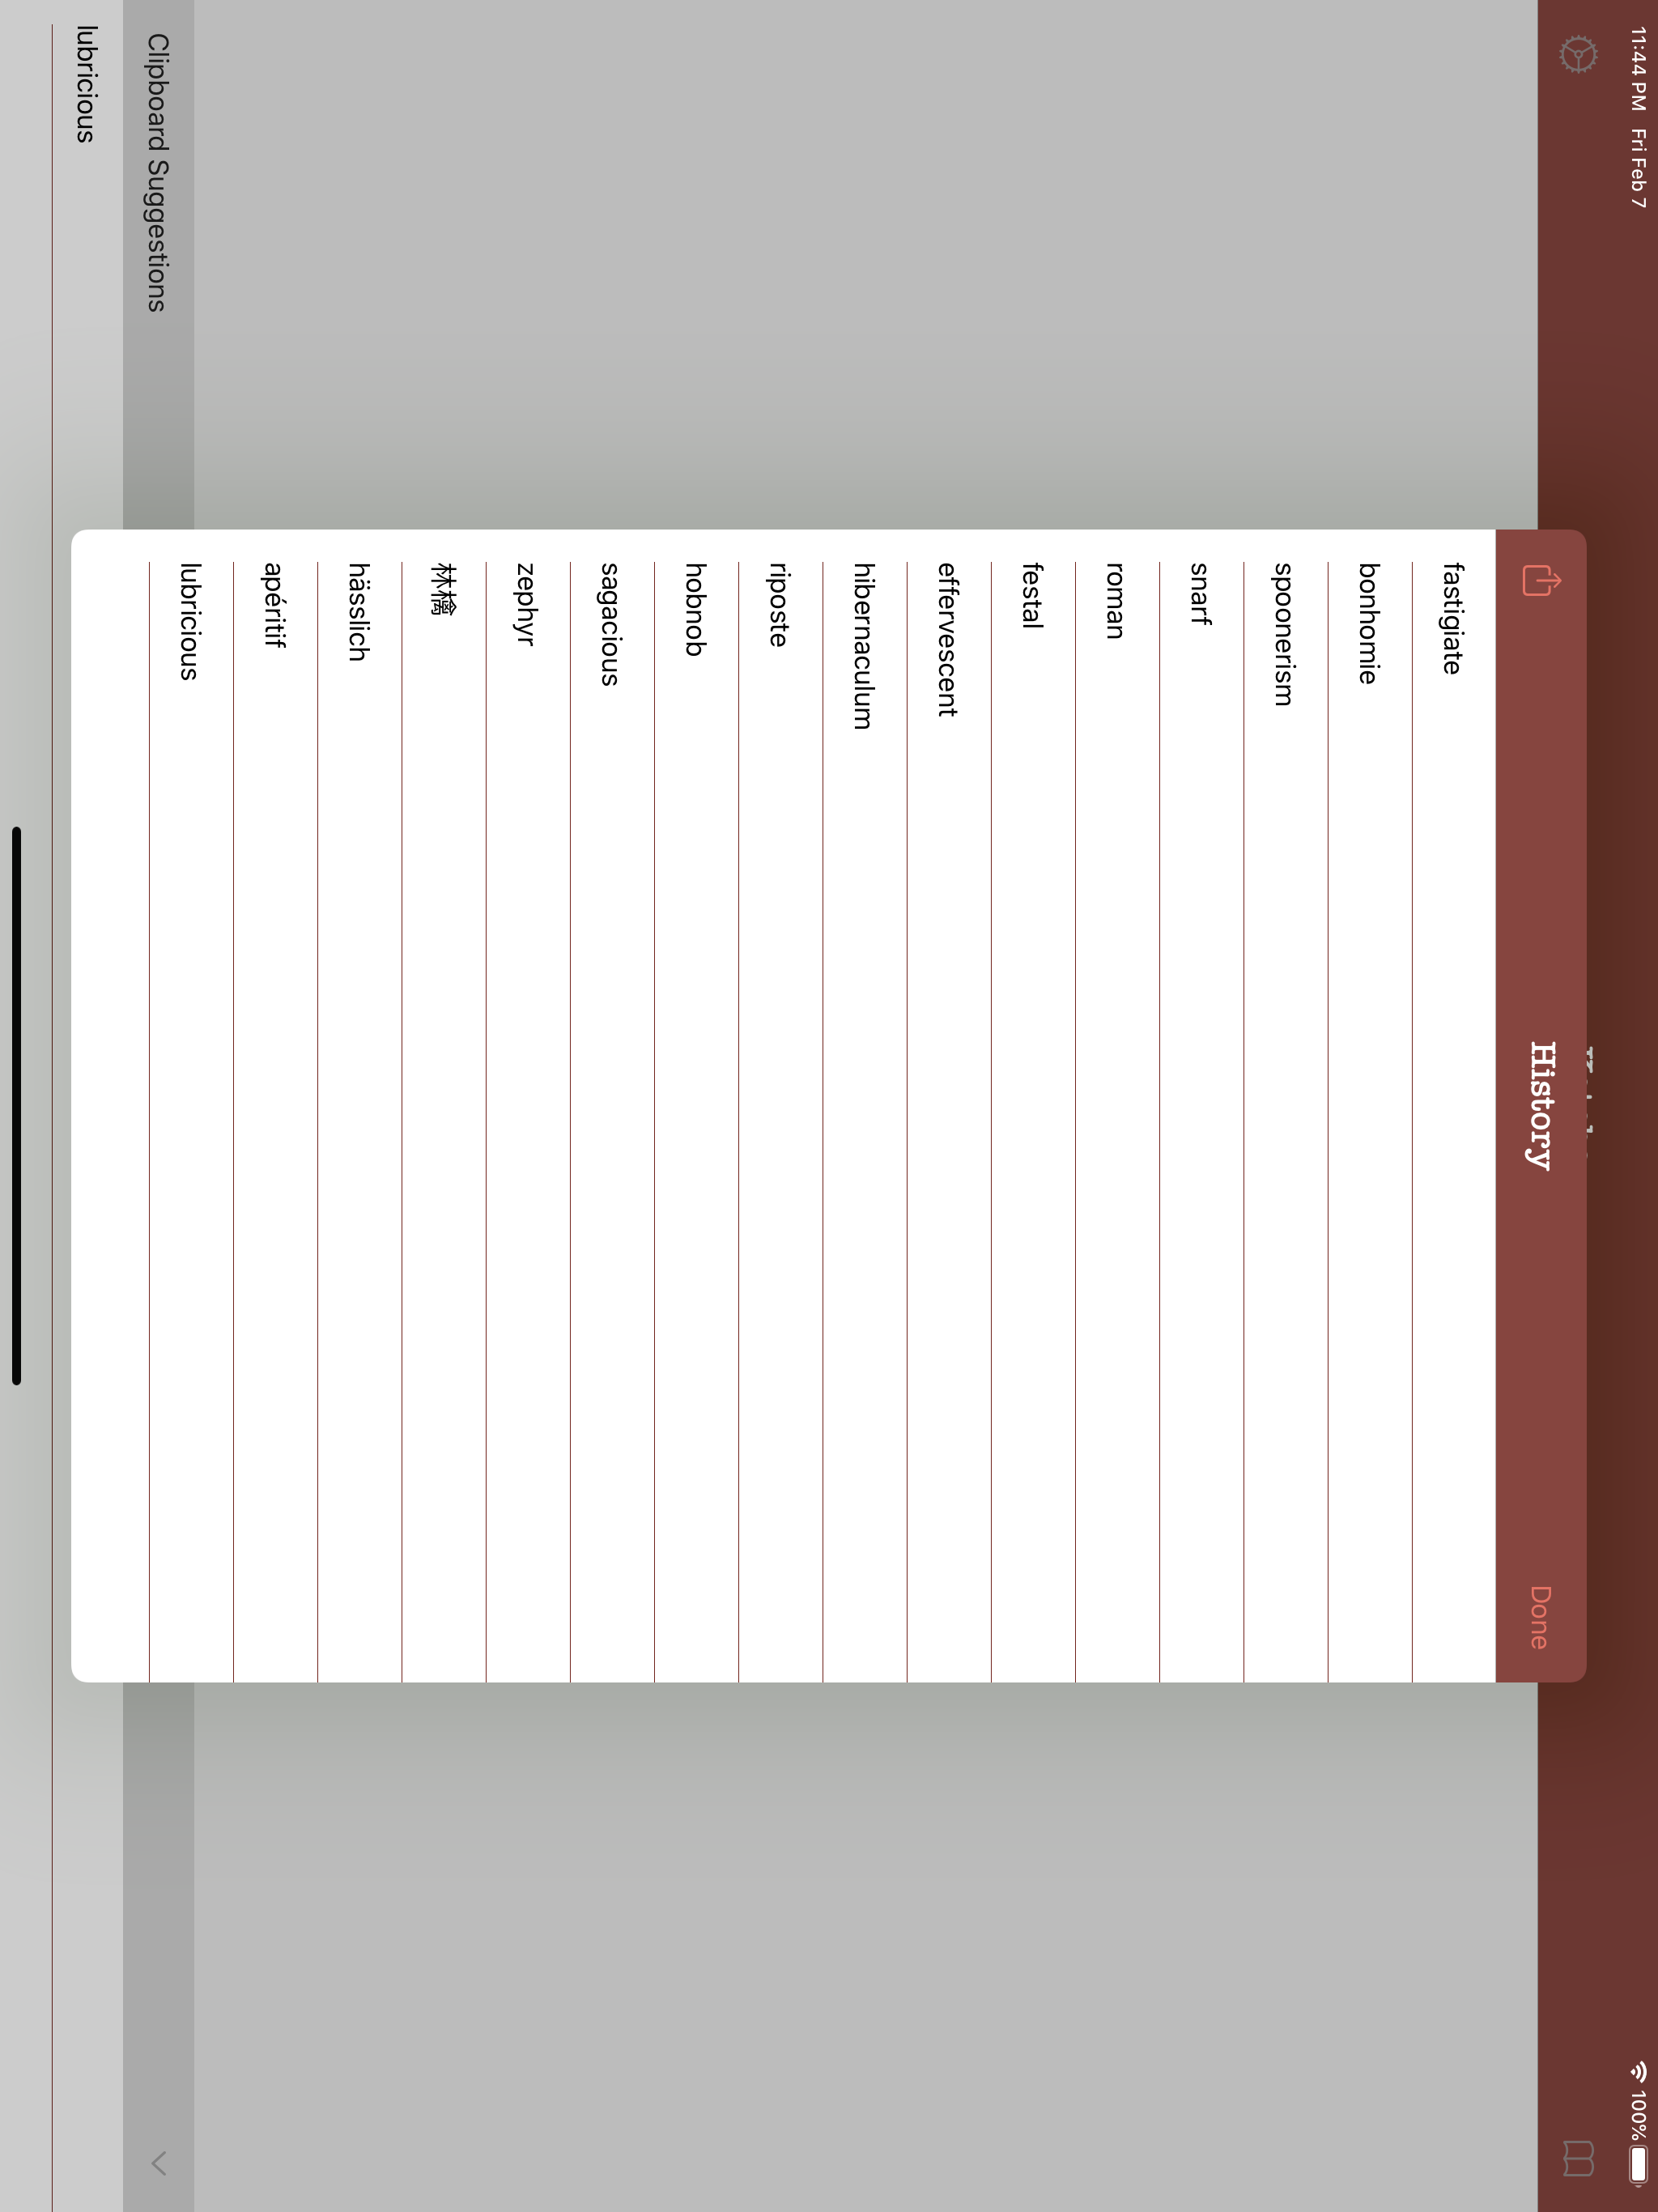 11:44 PM Fri Feb 7
100%
History
Done
fastigiate
bonhomie
spoonerism
snarf
roman
festal
effervescent
hibernaculum
riposte
hobnob
sagacious
zephyr
林檎
hässlich
apéritif
lubricious
Clipboard Suggestions
lubricious